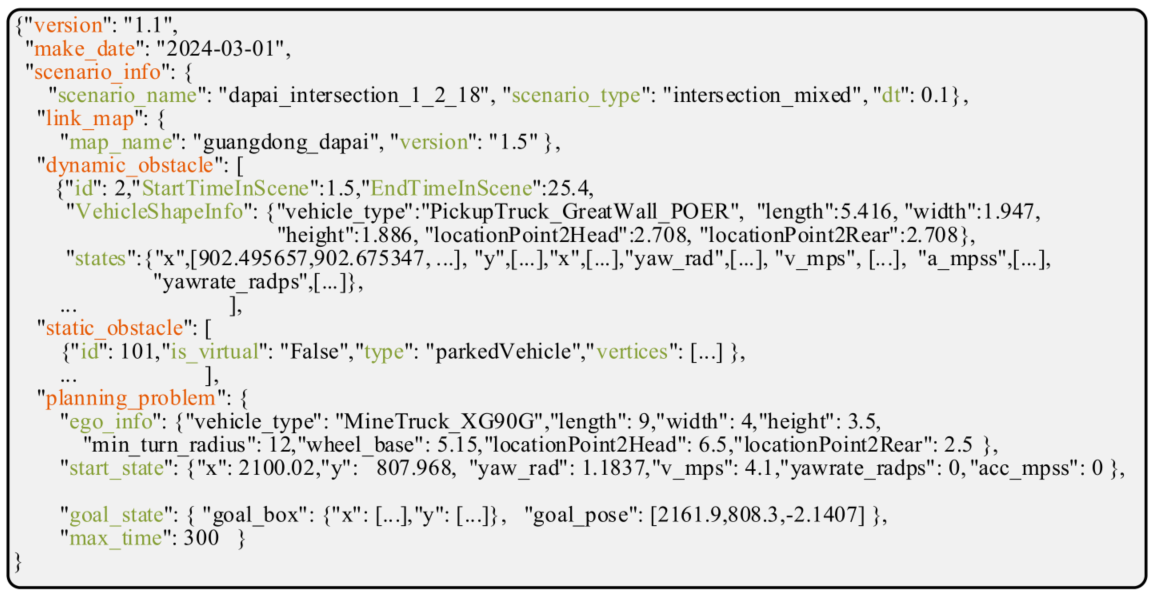 {"version": "1.1",
"make_date": "2024-03-01",
"scenario_info": {
"scenario_name": "dapai_intersection_1_2_18", "scenario_type": "intersection_mixed", "dt": 0.1},
"link_map": {
"map_name": "guangdong_dapai", "version": "1.5" },
"dynamic_obstacle": [
{"id": 2,"StartTimeInScene":1.5,"EndTimeInScene":25.4,
"VehicleShapeInfo": {"vehicle_type":"PickupTruck_GreatWall_POER", "length":5.416, "width":1.947,
"height":1.886, "locationPoint2Head":2.708, "locationPoint2Rear":2.708},
"states":{"x",[902.495657,902.675347, ...], "y",[...],"x",[...],"yaw_rad",[...], "v_mps", [...], "a_mpss",[...],
"yawrate_radps",[...]},
... ],
"static_obstacle": [
{"id": 101,"is_virtual": "False","type": "parkedVehicle","vertices": [...] },
... ],
"planning_problem": {
"ego_info": {"vehicle_type": "MineTruck_XG90G","length": 9,"width": 4,"height": 3.5,
"min_turn_radius": 12,"wheel_base": 5.15,"locationPoint2Head": 6.5,"locationPoint2Rear": 2.5 },
"start_state": {"x": 2100.02,"y": 807.968, "yaw_rad": 1.1837,"v_mps": 4.1,"yawrate_radps": 0, "acc_mpss": 0 },
"goal_state": { "goal_box": {"x": [...],"y": [...]}, "goal_pose": [2161.9,808.3,-2.1407] },
"max_time": 300 }
}